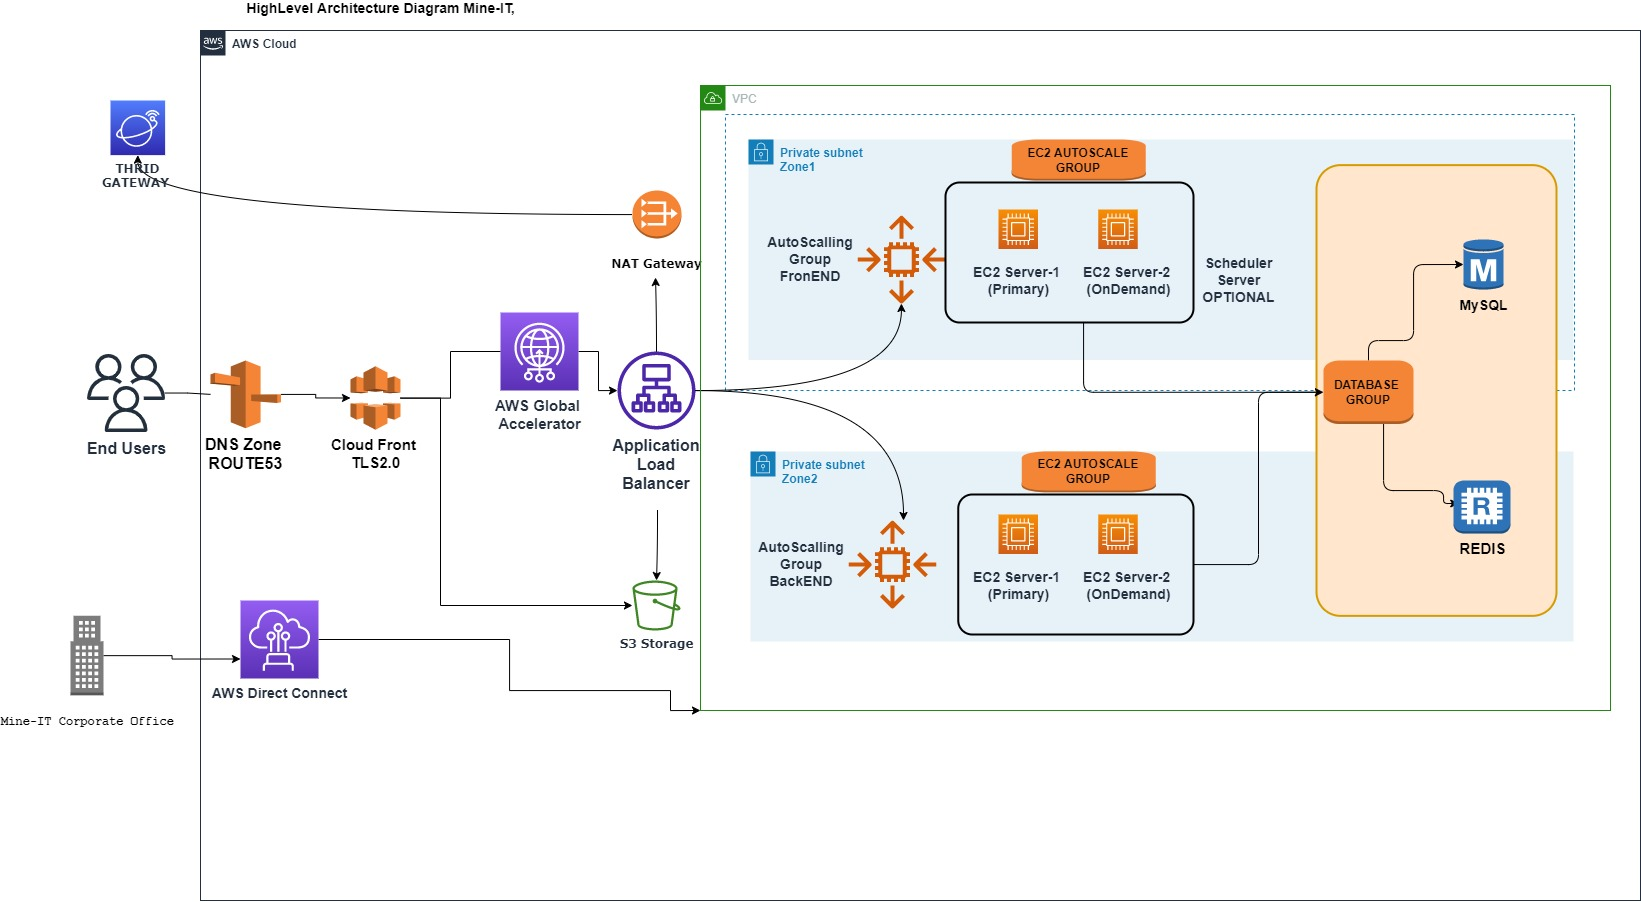 HighLevel Architecture Diagram Mine-IT,
aws
AWS Cloud
VPC
THRID
GATEWAY
NAT Gateway
Private subnet
Zone1
EC2 AUTOSCALE
GROUP
AutoScalling
Group
FronEND
EC2 Server-1
(Primary)
EC2 Server-2
(OnDemand)
Scheduler
Server
OPTIONAL
M
MySQL
End Users
DNS Zone
ROUTE53
Cloud Front
TLS2.0
AWS Global
Accelerator
Application
Load
Balancer
DATABASE
GROUP
Private subnet
Zone2
EC2 AUTOSCALE
GROUP
AutoScalling
Group
BackEND
EC2 Server-1
(Primary)
EC2 Server-2
(OnDemand)
R
REDIS
S3 Storage
AWS Direct Connect
Mine-IT Corporate Office